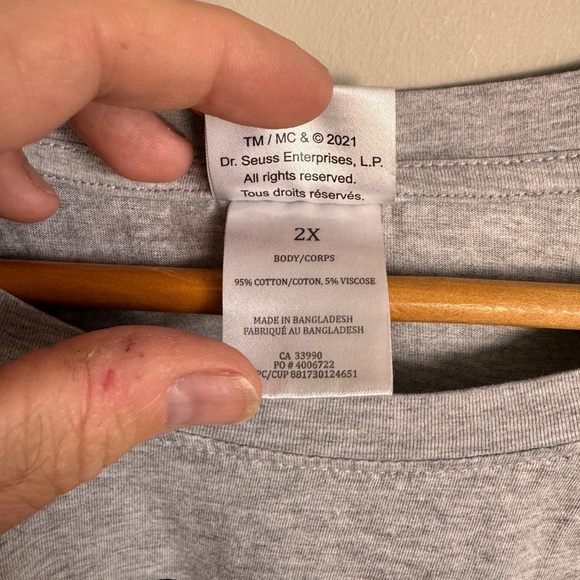 TM / MC & © 2021
Dr. Seuss Enterprises, L.P.
All rights reserved.
Tous droits réservés.
2X
BODY/CORPS
95% COTTON/COTON, 5% VISCOSE
MADE IN BANGLADESH
FABRIQUÉ AU BANGLADESH
CA 33990
PO # 4006722
PC/CUP 881730124651